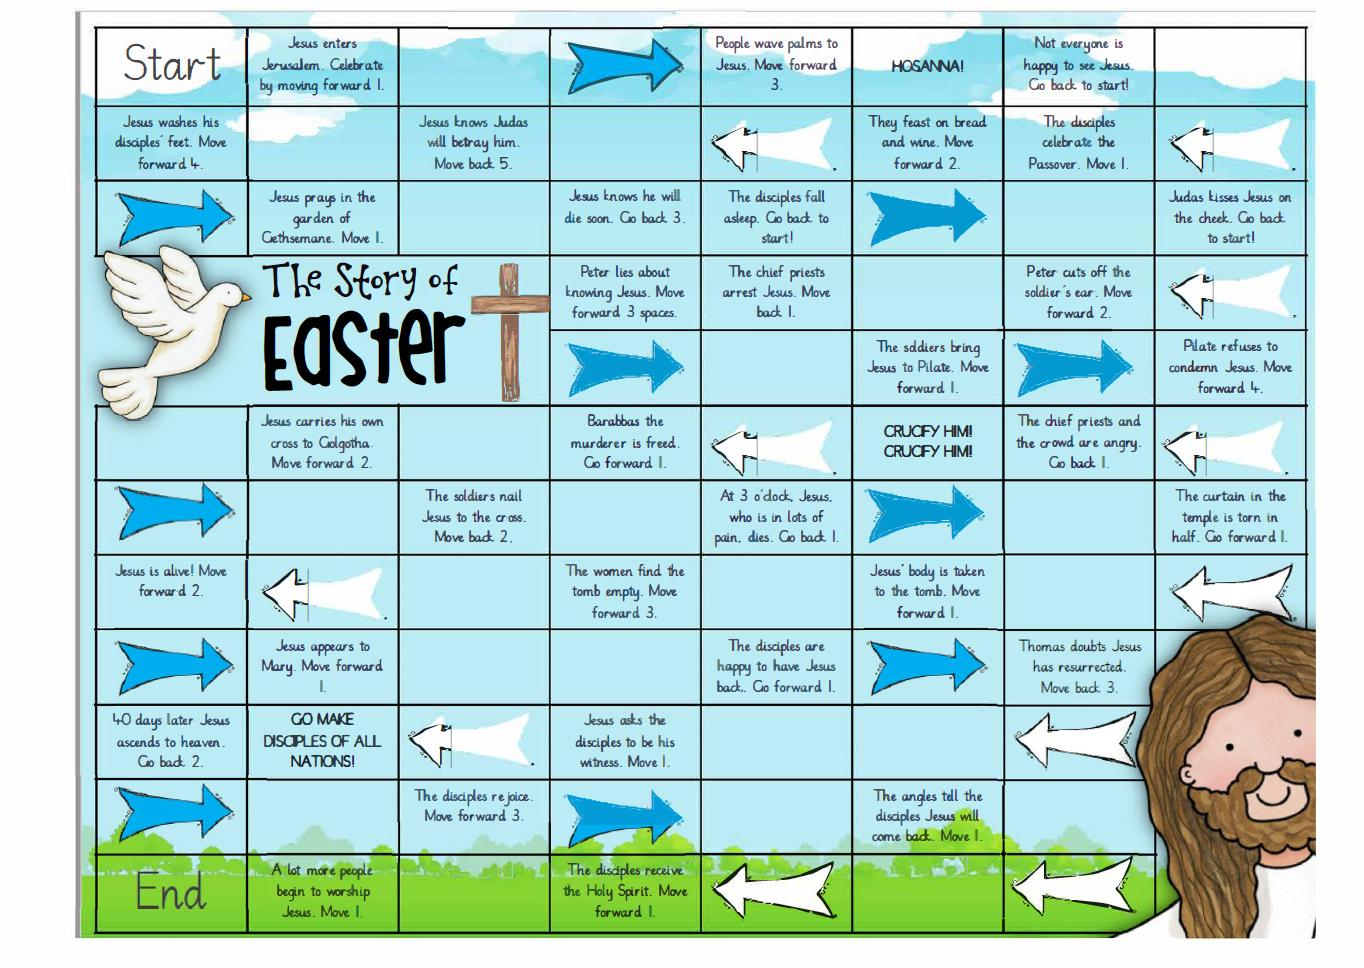 Start
Jesus enters
Jerusalem. Celebrate
by moving forward 1.
People wave palms to
Jesus. Move forward
3.
HOSANNA!
Not everyone is
happy to see Jesus.
Go back to start!
Jesus washes his
disciples' feet. Move
forward 4.
Jesus knows Judas
will betray him.
Move back 5.
They feast on bread
and wine. Move
forward 2.
The disciples
celebrate the
Passover. Move 1.
Jesus prays in the
garden of
Gethsemane. Move 1.
Jesus knows he will
die soon. Go back 3.
The disciples fall
asleep. Go back to
start!
Judas kisses Jesus on
the cheek. Go back
to start!
The Story of
Easter
Peter lies about
knowing Jesus. Move
forward 3 spaces.
The chief priests
arrest Jesus. Move
back 1.
Peter cuts off the
soldier's ear. Move
forward 2.
The soldiers bring
Jesus to Pilate. Move
forward 1.
Pilate refuses to
condemn Jesus. Move
forward 4.
Jesus carries his own
cross to Golgotha.
Move forward 2.
Barabbas the
murderer is freed.
Go forward 1.
CRUCIFY HIM!
CRUCIFY HIM!
The chief priests and
the crowd are angry.
Go back 1.
The soldiers nail
Jesus to the cross.
Move back 2.
At 3 o'clock, Jesus,
who is in lots of
pain, dies. Go back 1.
The curtain in the
temple is torn in
half. Go forward 1.
Jesus is alive! Move
forward 2.
The women find the
tomb empty. Move
forward 3.
Jesus' body is taken
to the tomb. Move
forward 1.
Jesus appears to
Mary. Move forward
1.
The disciples are
happy to have Jesus
back. Go forward 1.
Thomas doubts Jesus
has resurrected.
Move back 3.
40 days later Jesus
ascends to heaven.
Go back 2.
GO MAKE
DISCIPLES OF ALL
NATIONS!
Jesus asks the
disciples to be his
witness. Move 1.
The disciples rejoice.
Move forward 3.
The angles tell the
disciples Jesus will
come back. Move 1.
End
A lot more people
begin to worship
Jesus. Move 1.
The disciples receive
the Holy Spirit. Move
forward 1.